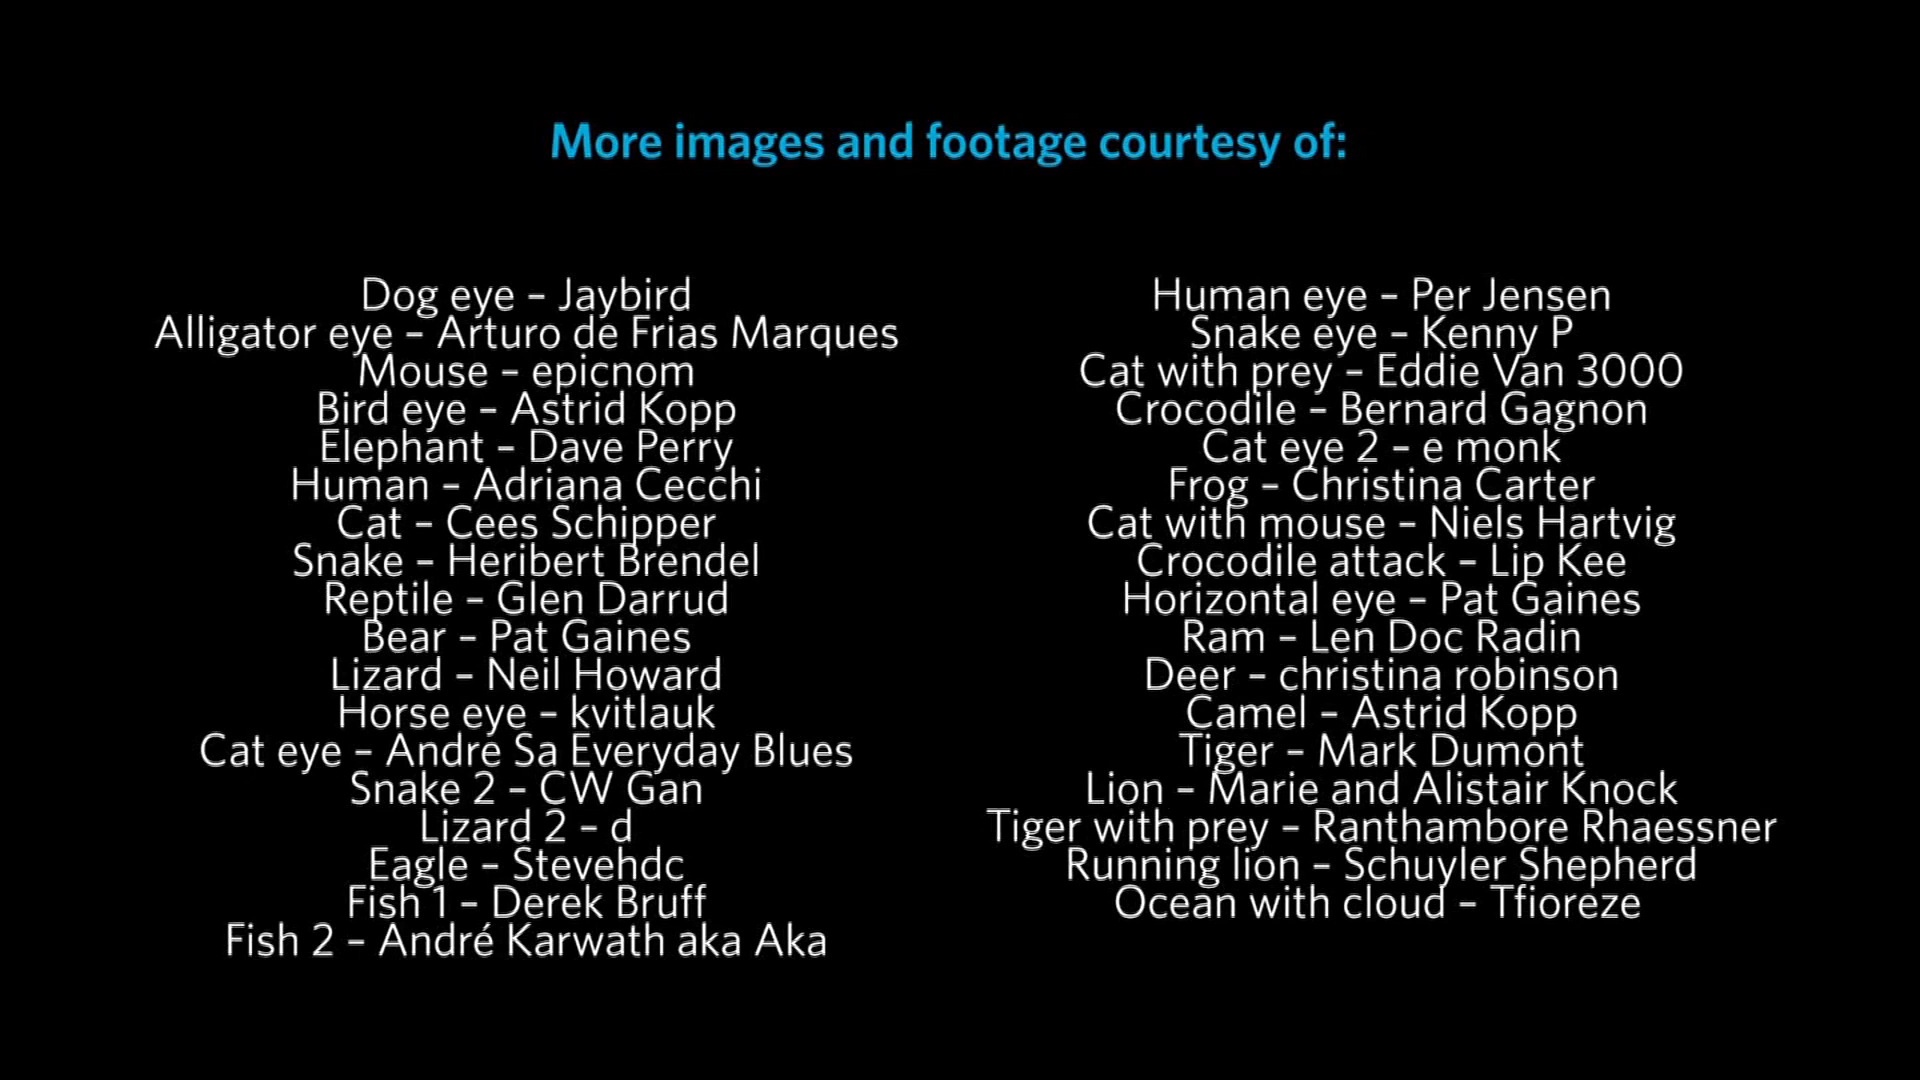 More images and footage courtesy of:
Dog eye – Jaybird
Alligator eye – Arturo de Frias Marques
Mouse – epicnom
Bird eye – Astrid Kopp
Elephant – Dave Perry
Human – Adriana Cecchi
Cat – Cees Schipper
Snake – Heribert Brendel
Reptile – Glen Darrud
Bear – Pat Gaines
Lizard – Neil Howard
Horse eye – kvitlauk
Cat eye – Andre Sa Everyday Blues
Snake 2 – CW Gan
Lizard 2 – d
Eagle – Stevehdc
Fish 1 – Derek Bruff
Fish 2 – André Karwath aka Aka
Human eye – Per Jensen
Snake eye – Kenny P
Cat with prey – Eddie Van 3000
Crocodile – Bernard Gagnon
Cat eye 2 – e monk
Frog – Christina Carter
Cat with mouse – Niels Hartvig
Crocodile attack – Lip Kee
Horizontal eye – Pat Gaines
Ram – Len Doc Radin
Deer – christina robinson
Camel – Astrid Kopp
Tiger – Mark Dumont
Lion – Marie and Alistair Knock
Tiger with prey – Ranthambore Rhaessner
Running lion – Schuyler Shepherd
Ocean with cloud – Tfioreze